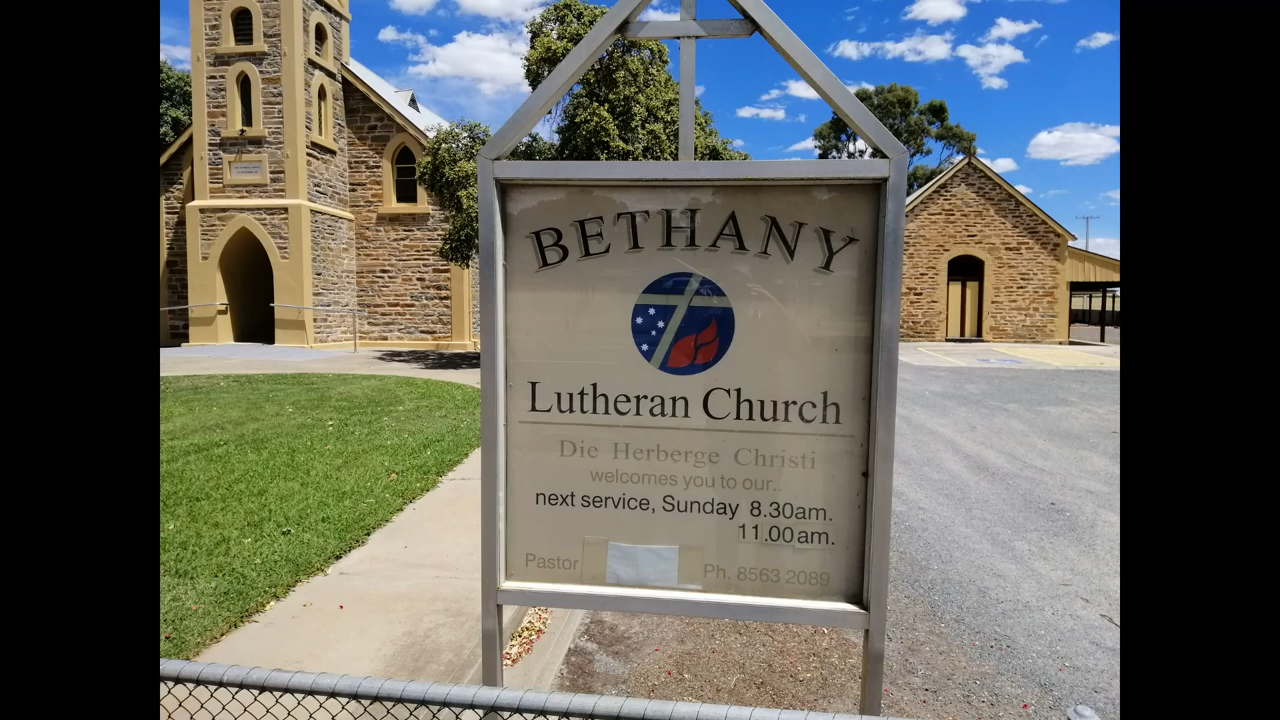 BETHANY
Lutheran Church
Die Herberge Christi
welcomes you to our..
next service, Sunday 8.30am.
11.00am.
Pastor Ph. 8563 2089